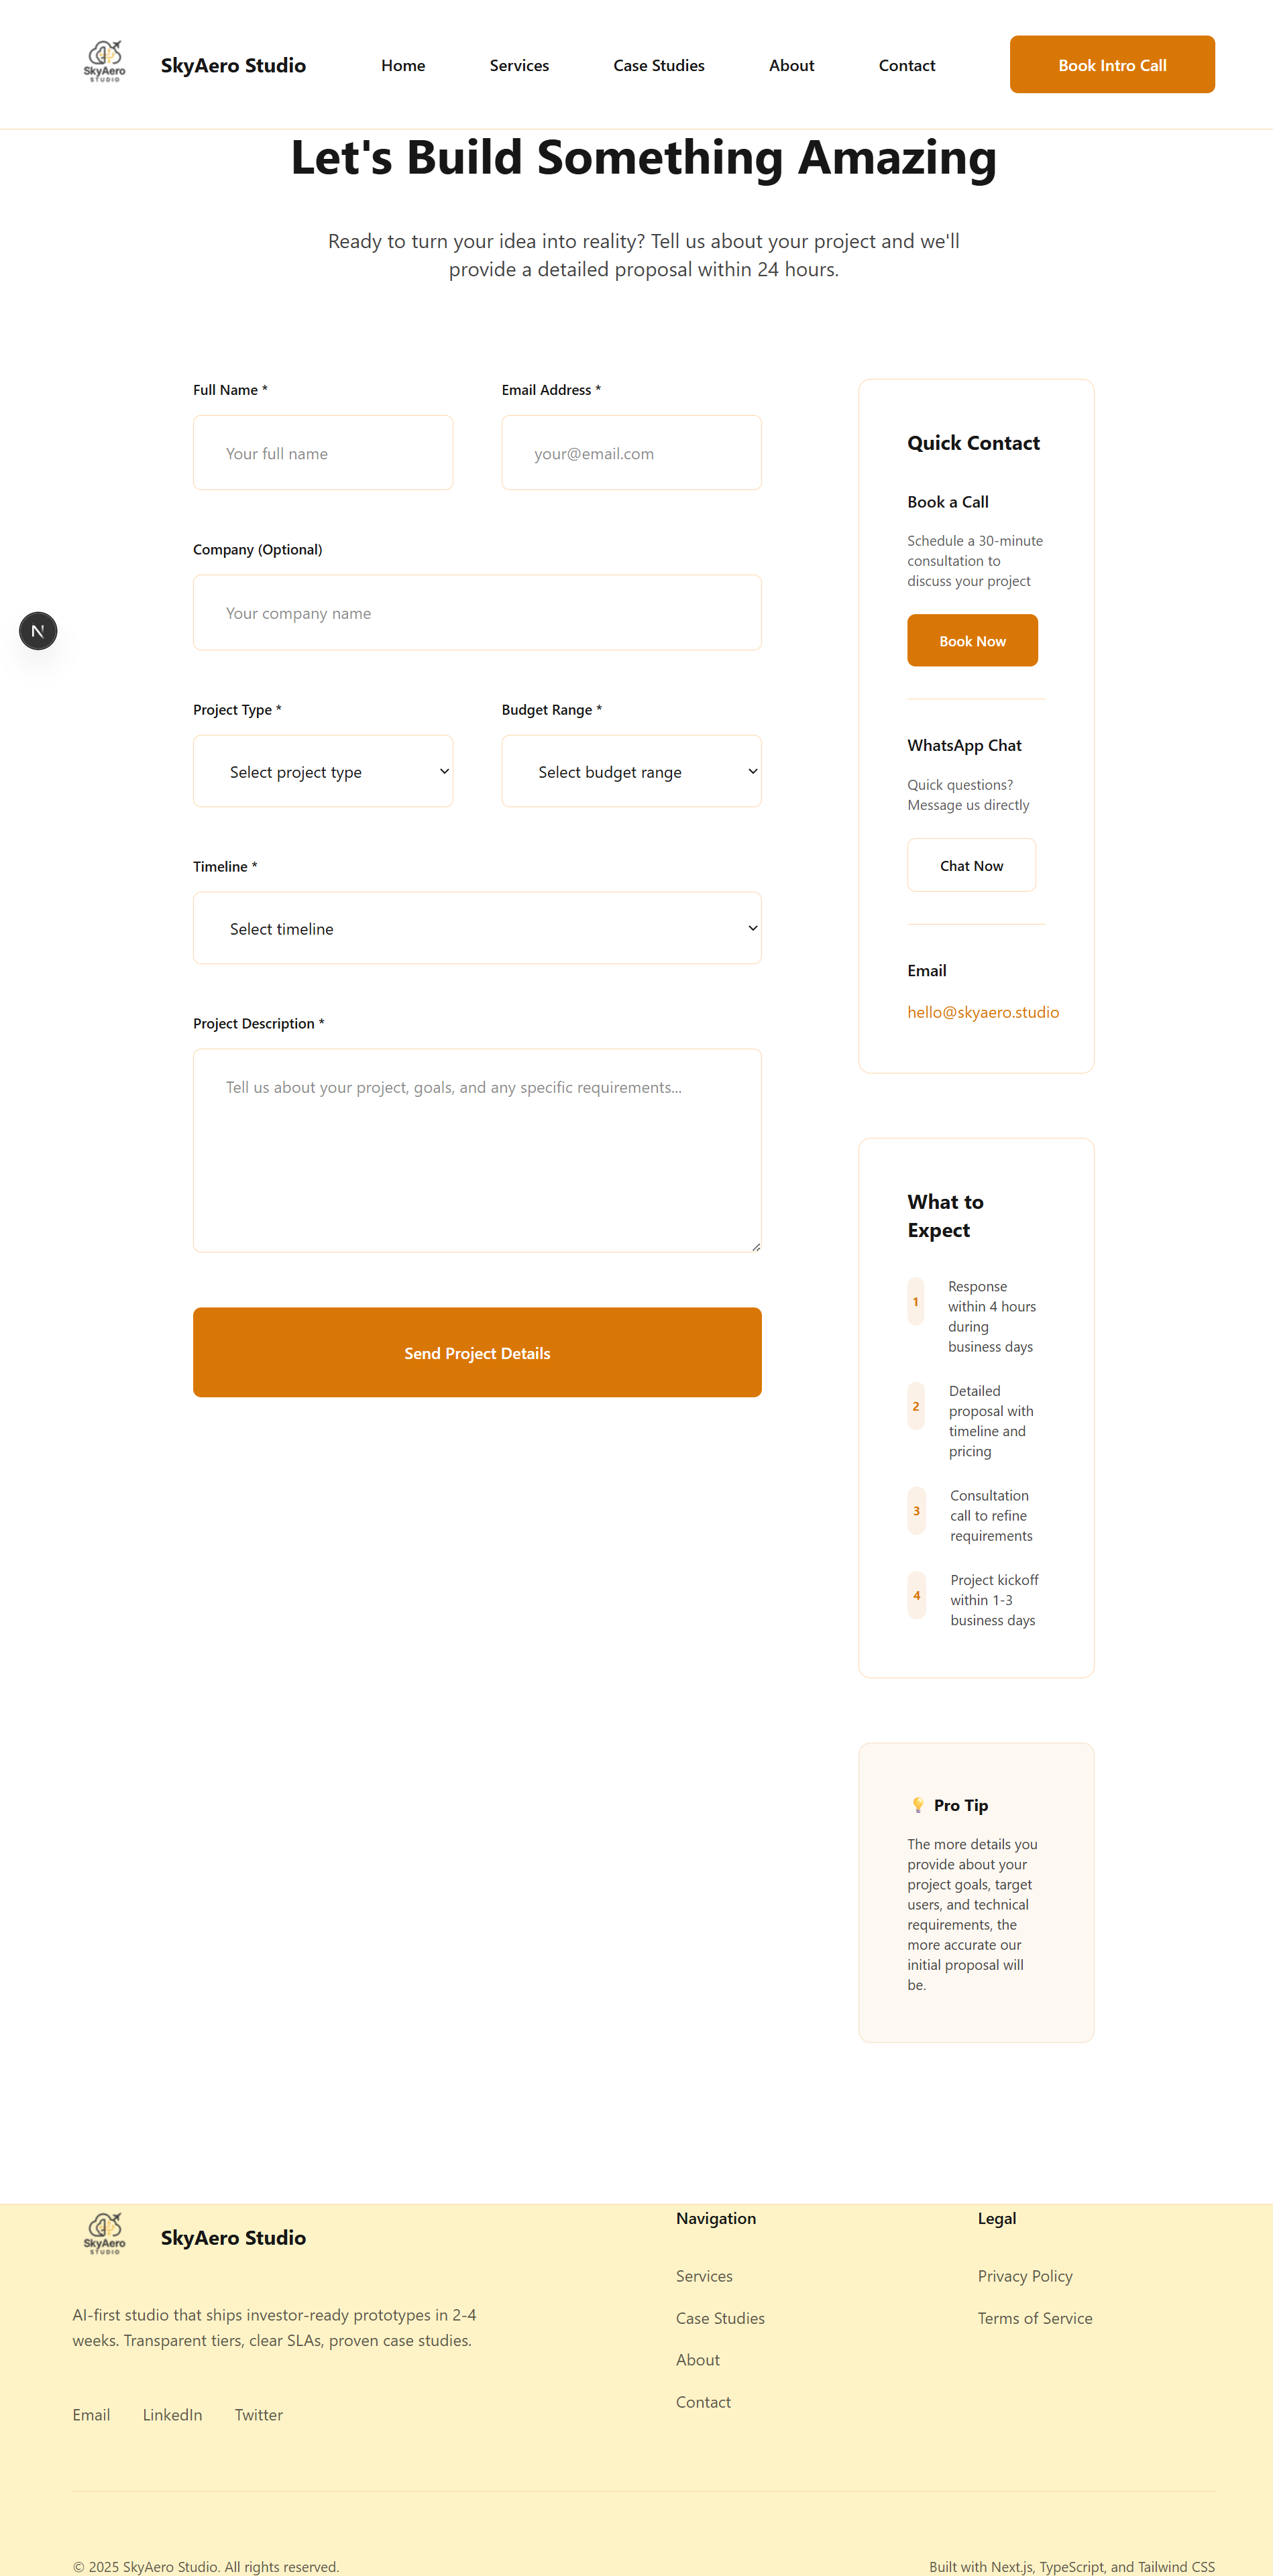 SkyAero
STUDIO
SkyAero Studio
Home
Services
Case Studies
About
Contact
Book Intro Call
Let's Build Something Amazing
Ready to turn your idea into reality? Tell us about your project and we'll
provide a detailed proposal within 24 hours.
Full Name *
Your full name
Email Address *
your@email.com
Company (Optional)
Your company name
Project Type *
Select project type
Budget Range *
Select budget range
Timeline *
Select timeline
Project Description *
Tell us about your project, goals, and any specific requirements...
Send Project Details
N
Quick Contact
Book a Call
Schedule a 30-minute
consultation to
discuss your project
Book Now
WhatsApp Chat
Quick questions?
Message us directly
Chat Now
Email
hello@skyaero.studio
What to
Expect
1
Response
within 4 hours
during
business days
2
Detailed
proposal with
timeline and
pricing
3
Consultation
call to refine
requirements
4
Project kickoff
within 1-3
business days
💡 Pro Tip
The more details you
provide about your
project goals, target
users, and technical
requirements, the
more accurate our
initial proposal will
be.
SkyAero
STUDIO
SkyAero Studio
AI-first studio that ships investor-ready prototypes in 2-4
weeks. Transparent tiers, clear SLAs, proven case studies.
Email
LinkedIn
Twitter
Navigation
Services
Case Studies
About
Contact
Legal
Privacy Policy
Terms of Service
© 2025 SkyAero Studio. All rights reserved.
Built with Next.js, TypeScript, and Tailwind CSS